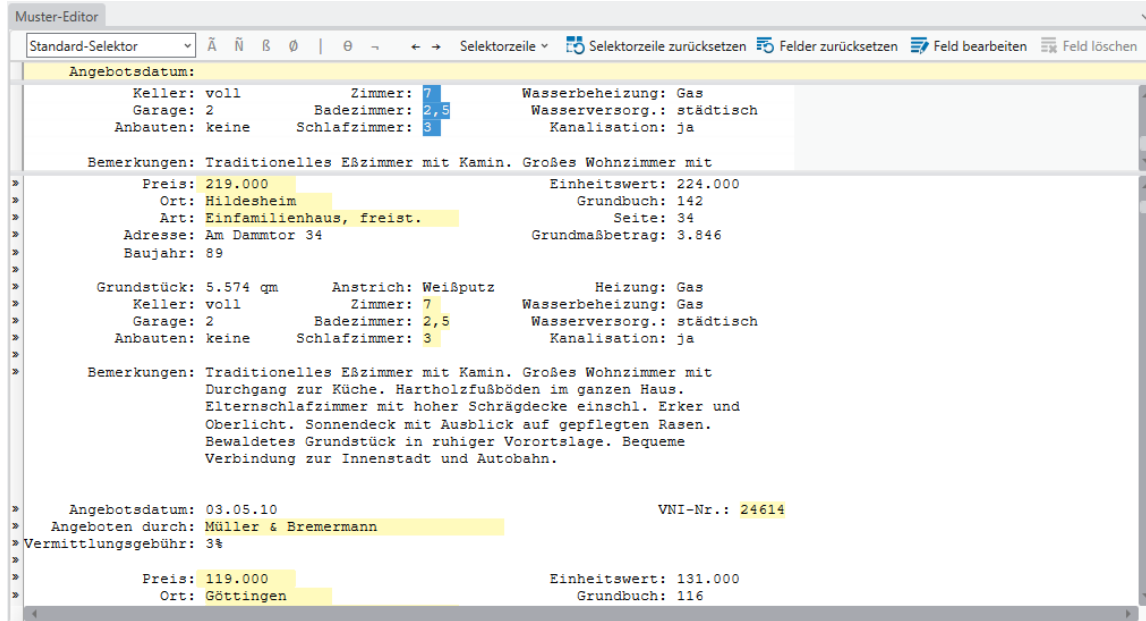 Muster-Editor
Standard-Selektor Ã Ñ ß Ø | θ ¬ ← → Selektorzeile Selektorzeile zurücksetzen Felder zurücksetzen Feld bearbeiten Feld löschen
Angebotsdatum:
Keller: voll Zimmer: 7 Wasserbeheizung: Gas
Garage: 2 Badezimmer: 2,5 Wasserversorg.: städtisch
Anbauten: keine Schlafzimmer: 3 Kanalisation: ja
Bemerkungen: Traditionelles Eßzimmer mit Kamin. Großes Wohnzimmer mit
» Preis: 219.000 Einheitswert: 224.000
» Ort: Hildesheim Grundbuch: 142
» Art: Einfamilienhaus, freist. Seite: 34
» Adresse: Am Dammtor 34 Grundmaßbetrag: 3.846
» Baujahr: 89
»
» Grundstück: 5.574 qm Anstrich: Weißputz Heizung: Gas
» Keller: voll Zimmer: 7 Wasserbeheizung: Gas
» Garage: 2 Badezimmer: 2,5 Wasserversorg.: städtisch
» Anbauten: keine Schlafzimmer: 3 Kanalisation: ja
»
» Bemerkungen: Traditionelles Eßzimmer mit Kamin. Großes Wohnzimmer mit
Durchgang zur Küche. Hartholzfußböden im ganzen Haus.
Elternschlafzimmer mit hoher Schrägdecke einschl. Erker und
Oberlicht. Sonnendeck mit Ausblick auf gepflegten Rasen.
Bewaldetes Grundstück in ruhiger Vorortslage. Bequeme
Verbindung zur Innenstadt und Autobahn.
» Angebotsdatum: 03.05.10 VNI-Nr.: 24614
» Angeboten durch: Müller & Bremermann
» Vermittlungsgebühr: 3%
»
» Preis: 119.000 Einheitswert: 131.000
» Ort: Göttingen Grundbuch: 116